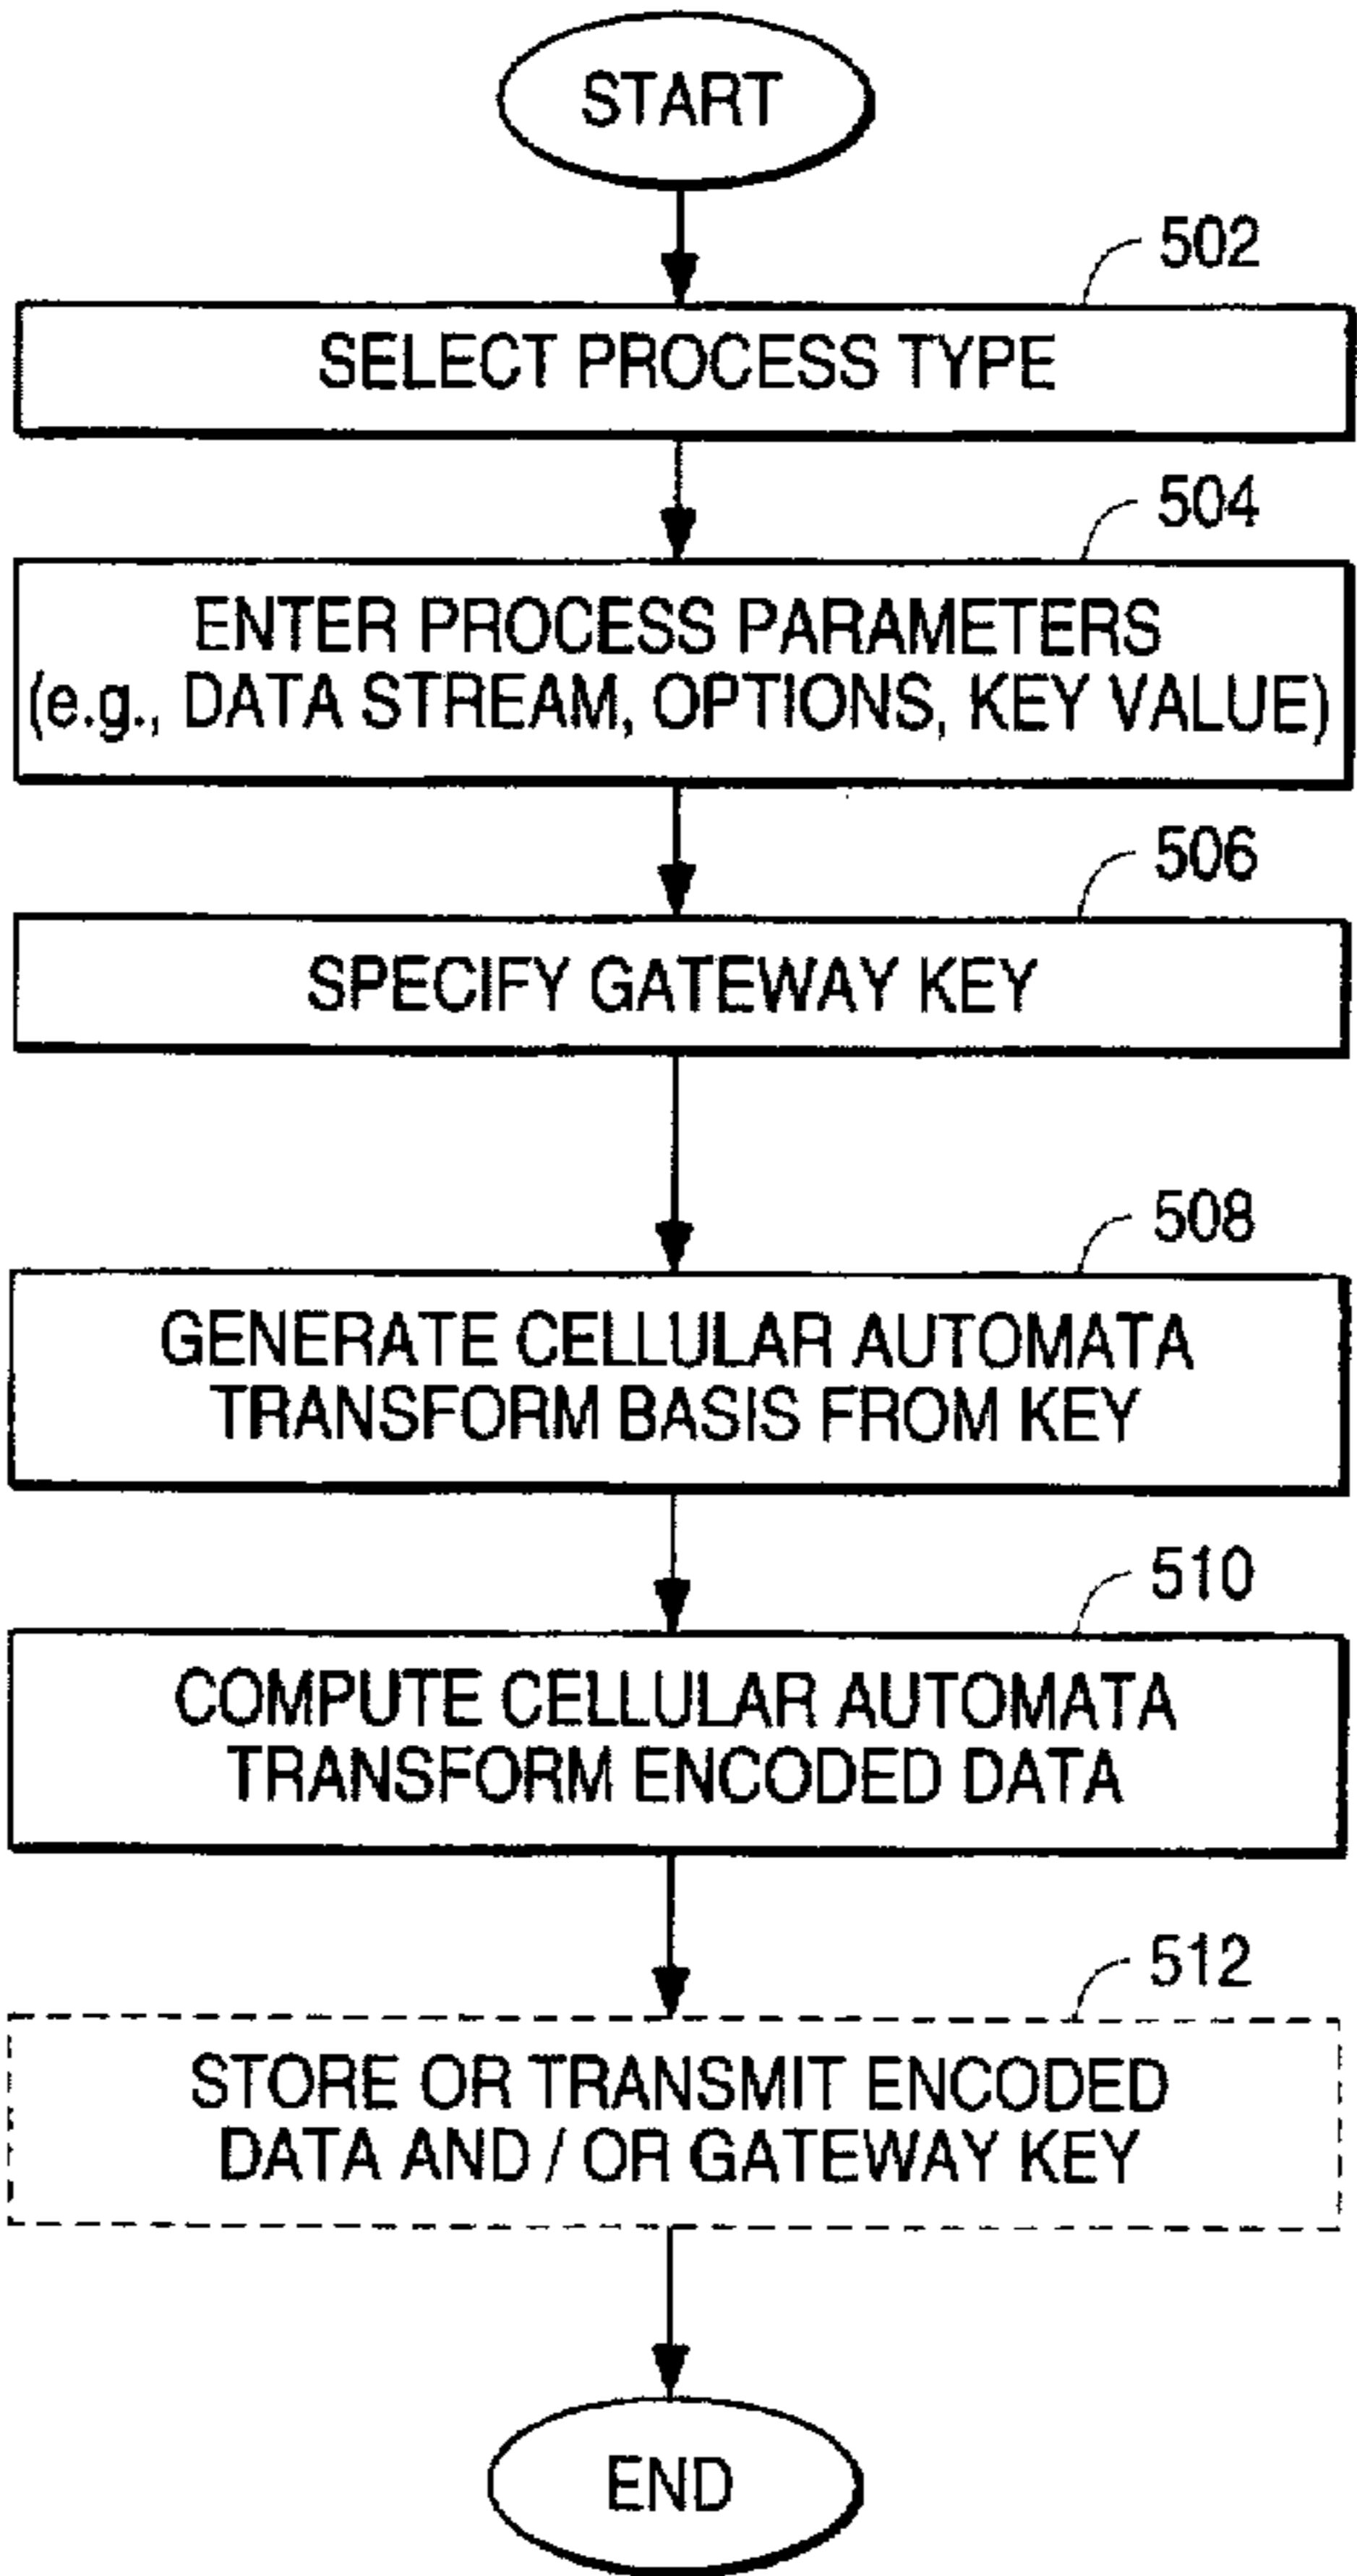 START
502
SELECT PROCESS TYPE
504
ENTER PROCESS PARAMETERS
(e.g., DATA STREAM, OPTIONS, KEY VALUE)
506
SPECIFY GATEWAY KEY
508
GENERATE CELLULAR AUTOMATA
TRANSFORM BASIS FROM KEY
510
COMPUTE CELLULAR AUTOMATA
TRANSFORM ENCODED DATA
512
STORE OR TRANSMIT ENCODED
DATA AND / OR GATEWAY KEY
END